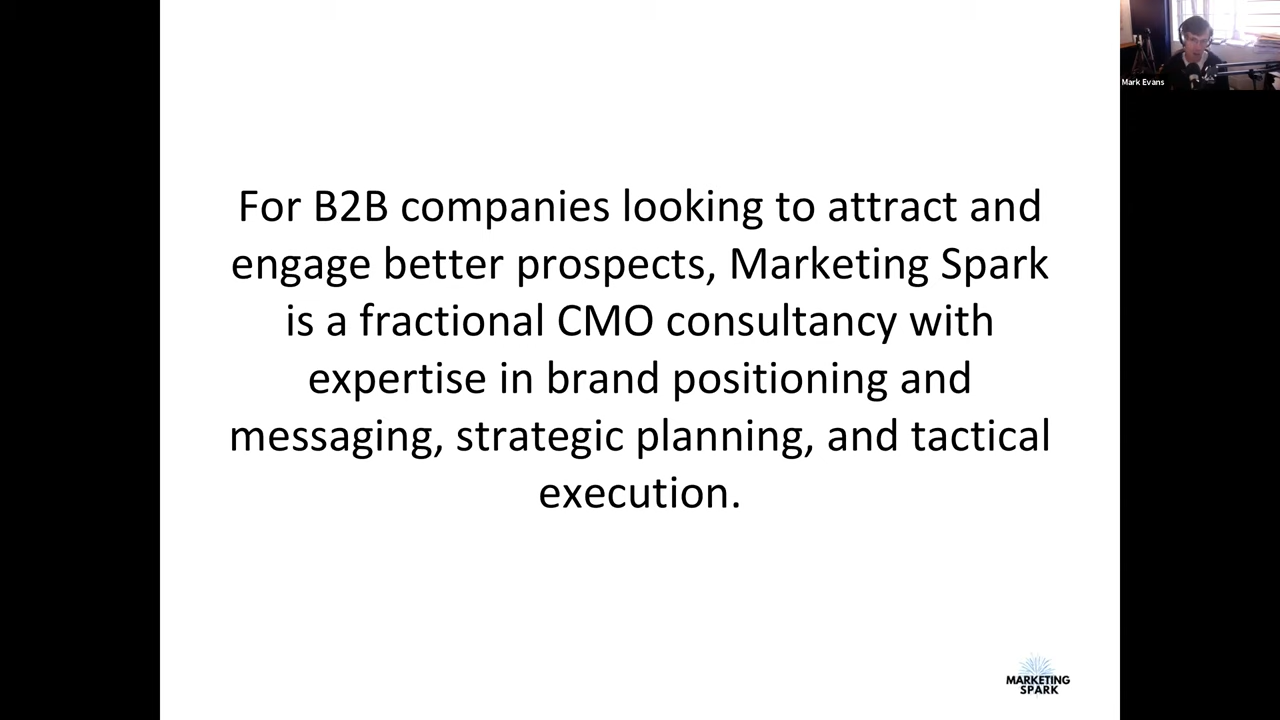 Mark Evans
For B2B companies looking to attract and
engage better prospects, Marketing Spark
is a fractional CMO consultancy with
expertise in brand positioning and
messaging, strategic planning, and tactical
execution.
MARKETING
SPARK